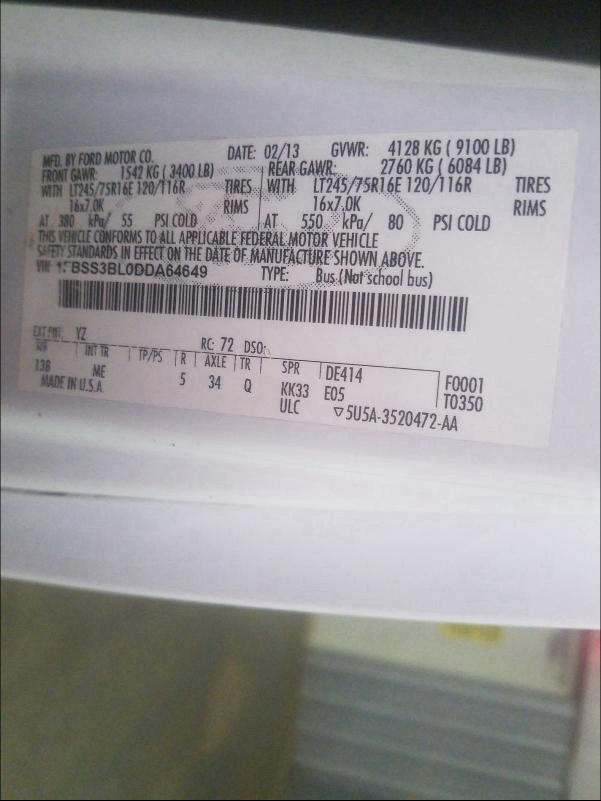 MFD. BY FORD MOTOR CO. DATE: 02/13 GVWR: 4128 KG ( 9100 LB)
FRONT GAWR: 1542 KG ( 3400 LB) REAR GAWR: 2760 KG ( 6084 LB)
WITH LT245/75R16E 120/116R TIRES WITH LT245/75R16E 120/116R TIRES
16x7.0K RIMS 16x7.0K RIMS
AT 380 kPa/ 55 PSI COLD AT 550 kPa/ 80 PSI COLD
THIS VEHICLE CONFORMS TO ALL APPLICABLE FEDERAL MOTOR VEHICLE
SAFETY STANDARDS IN EFFECT ON THE DATE OF MANUFACTURE SHOWN ABOVE.
VIN: 1FBSS3BL0DDA64649 TYPE: Bus (Not school bus)
EXT PNT: YZ RC: 72 DSO:
WB INT TR TP/PS R AXLE TR SPR DE414 F0001
138 ME 5 34 Q KK33 E05 T0350
MADE IN U.S.A. ULC ▽5U5A-3520472-AA